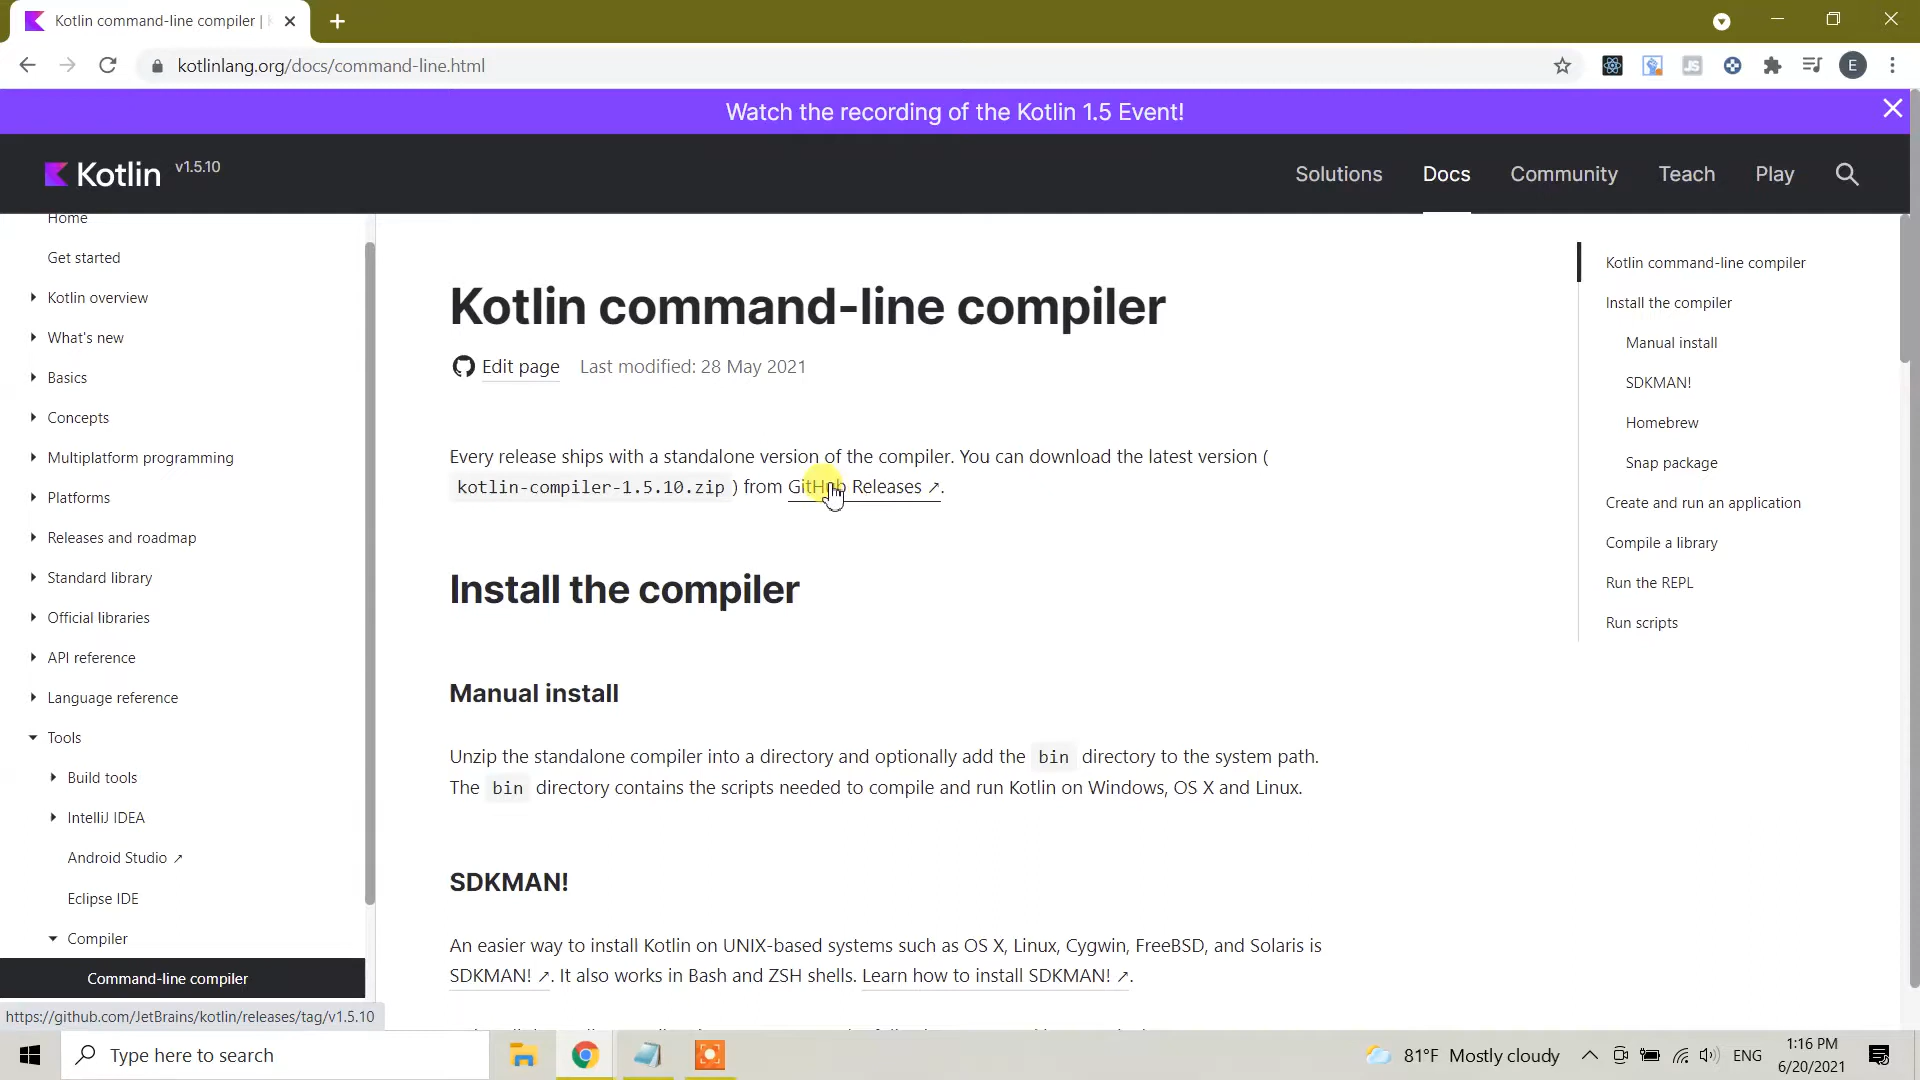 Kotlin command-line compiler |
kotlinlang.org/docs/command-line.html
JS
E
Watch the recording of the Kotlin 1.5 Event!
Kotlin v1.5.10
Solutions Docs Community Teach Play
Home
Get started
Kotlin overview
What's new
Basics
Concepts
Multiplatform programming
Platforms
Releases and roadmap
Standard library
Official libraries
API reference
Language reference
Tools
Build tools
IntelliJ IDEA
Android Studio ↗
Eclipse IDE
Compiler
Command-line compiler
Kotlin command-line compiler
Edit page Last modified: 28 May 2021
Every release ships with a standalone version of the compiler. You can download the latest version (
kotlin-compiler-1.5.10.zip ) from GitHub Releases ↗.
Install the compiler
Manual install
Unzip the standalone compiler into a directory and optionally add the bin directory to the system path.
The bin directory contains the scripts needed to compile and run Kotlin on Windows, OS X and Linux.
SDKMAN!
An easier way to install Kotlin on UNIX-based systems such as OS X, Linux, Cygwin, FreeBSD, and Solaris is
SDKMAN! ↗. It also works in Bash and ZSH shells. Learn how to install SDKMAN! ↗.
Kotlin command-line compiler
Install the compiler
Manual install
SDKMAN!
Homebrew
Snap package
Create and run an application
Compile a library
Run the REPL
Run scripts
https://github.com/JetBrains/kotlin/releases/tag/v1.5.10
Type here to search
81°F Mostly cloudy
ENG
1:16 PM
6/20/2021